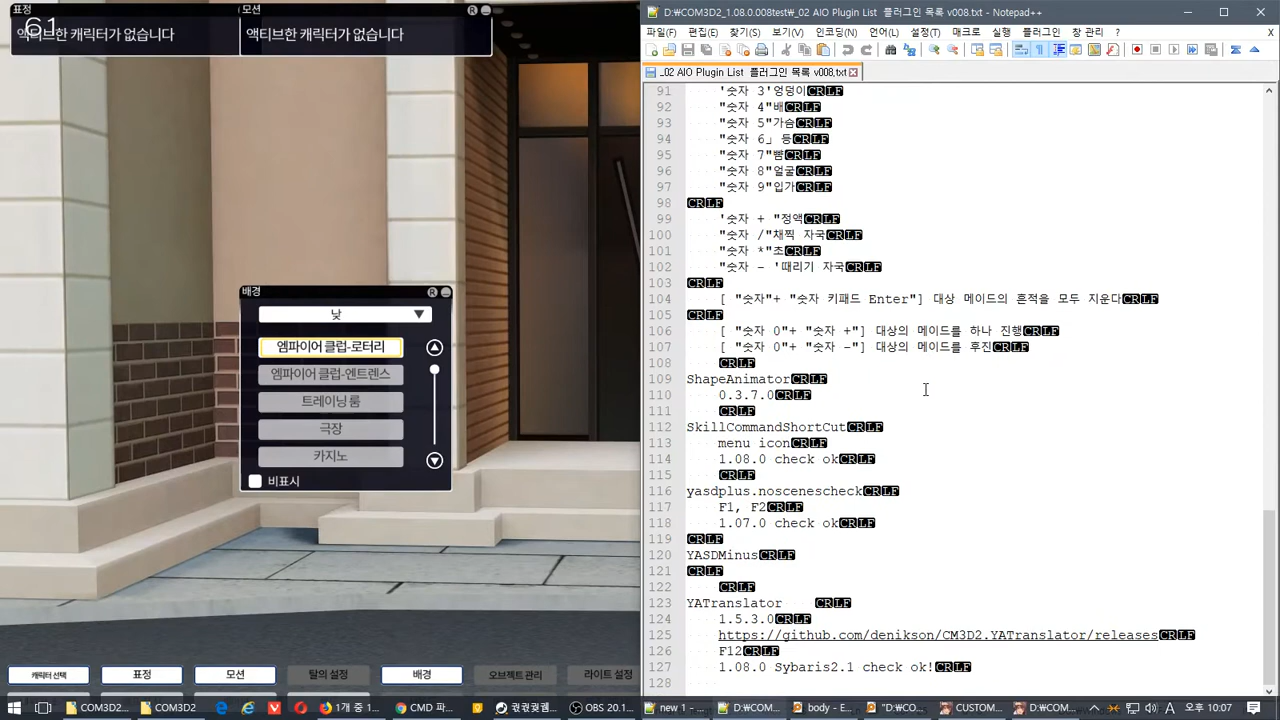 표정
모션
61
액티브한 캐릭터가 없습니다
액티브한 캐릭터가 없습니다
배경
낮
엠파이어 클럽-로터리
엠파이어 클럽-엔트렌스
트레이닝 룸
극장
카지노
비표시
캐릭터 선택
표정
모션
탈의 설정
배경
오브젝트 관리
라이트 설정
D:\COM3D2_1.08.0.008test\_02 AIO Plugin List 플러그인 목록 v008.txt - Notepad++
파일(F) 편집(E) 찾기(S) 보기(V) 인코딩(N) 언어(L) 설정(T) 매크로 실행 플러그인 창 관리 ? X
_02 AIO Plugin List 플러그인 목록 v008.txt
91 '숫자 3'엉덩이CRLF
92 "숫자 4"배CRLF
93 "숫자 5"가슴CRLF
94 "숫자 6」 등CRLF
95 "숫자 7"뺨CRLF
96 "숫자 8"얼굴CRLF
97 "숫자 9"입가CRLF
98 CRLF
99 '숫자 + "정액CRLF
100 "숫자 /"채찍 자국CRLF
101 "숫자 *"초CRLF
102 "숫자 - '때리기 자국CRLF
103 CRLF
104 [ "숫자"+ "숫자 키패드 Enter"] 대상 메이드의 흔적을 모두 지운다CRLF
105 CRLF
106 [ "숫자 0"+ "숫자 +"] 대상의 메이드를 하나 진행CRLF
107 [ "숫자 0"+ "숫자 -"] 대상의 메이드를 후진CRLF
108 CRLF
109 ShapeAnimatorCRLF
110 0.3.7.0CRLF
111 CRLF
112 SkillCommandShortCutCRLF
113 menu iconCRLF
114 1.08.0 check okCRLF
115 CRLF
116 yasdplus.noscenescheckCRLF
117 F1, F2CRLF
118 1.07.0 check okCRLF
119 CRLF
120 YASDMinusCRLF
121 CRLF
122 CRLF
123 YATranslator CRLF
124 1.5.3.0CRLF
125 https://github.com/denikson/CM3D2.YATranslator/releasesCRLF
126 F12CRLF
127 1.08.0 Sybaris2.1 check ok!CRLF
128
COM3D2... COM3D2 1개 중 1... CMD 파... 퀐퀐퀭퀨... OBS 20.1... new 1 - ... D:\#CO... body - E... "D:\#CO... CUSTOM... D:\#COM... A 오전 10:07